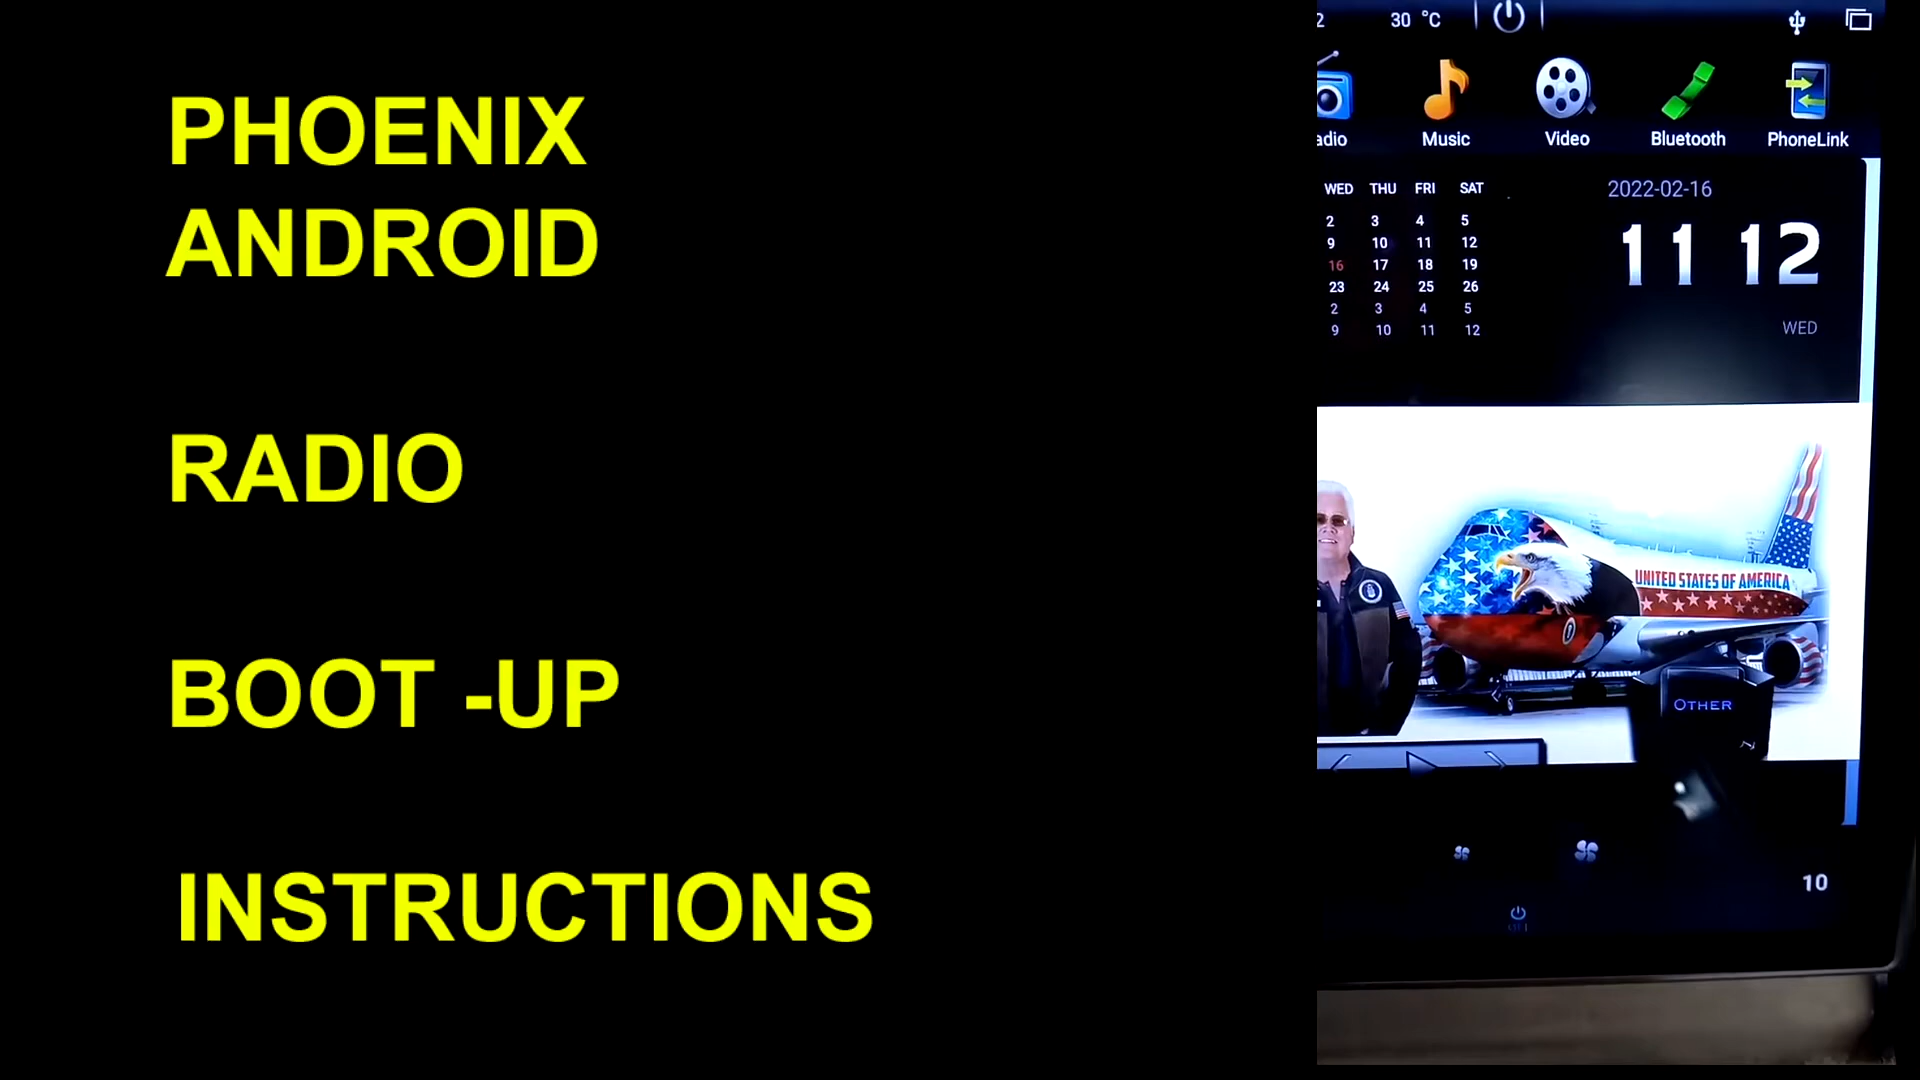 PHOENIX
ANDROID
RADIO
BOOT -UP
INSTRUCTIONS
2 30 °C
adio Music Video Bluetooth PhoneLink
WED THU FRI SAT
2 3 4 5
9 10 11 12
16 17 18 19
23 24 25 26
2 3 4 5
9 10 11 12
2022-02-16
11 12
WED
UNITED STATES OF AMERICA
OTHER
10